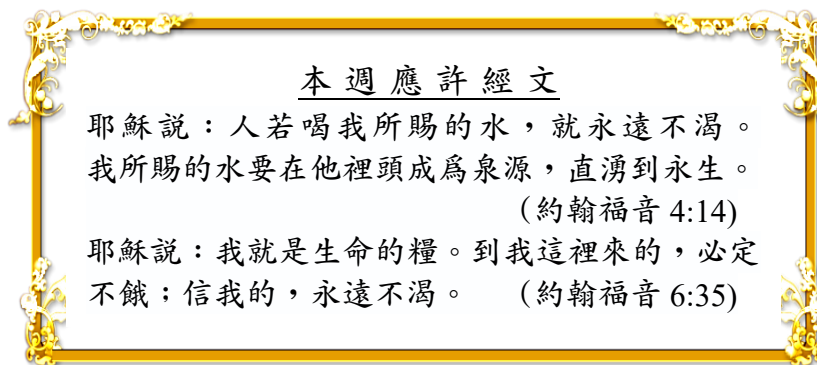 本週應許經文
耶穌説：人若喝我所賜的水，就永遠不渴。
我所賜的水要在他裡頭成爲泉源，直湧到永生。
（約翰福音 4:14)
耶穌説：我就是生命的糧。到我這裡來的，必定
不餓；信我的，永遠不渴。 （約翰福音 6:35)